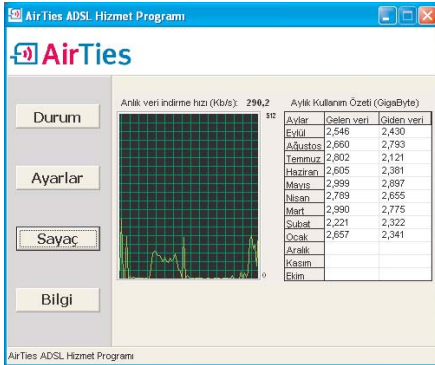 AirTies ADSL Hizmet Programı
AirTies
Durum
Ayarlar
Sayaç
Bilgi
Anlık veri indirme hızı (Kb/s): 290,2
512
0
Aylık Kullanım Özeti (GigaByte)
Aylar Gelen veri Giden veri
Eylül 2,546 2,430
Ağustos 2,660 2,793
Temmuz 2,802 2,121
Haziran 2,605 2,381
Mayıs 2,999 2,897
Nisan 2,789 2,655
Mart 2,990 2,775
Şubat 2,221 2,322
Ocak 2,657 2,341
Aralık
Kasım
Ekim
AirTies ADSL Hizmet Programı